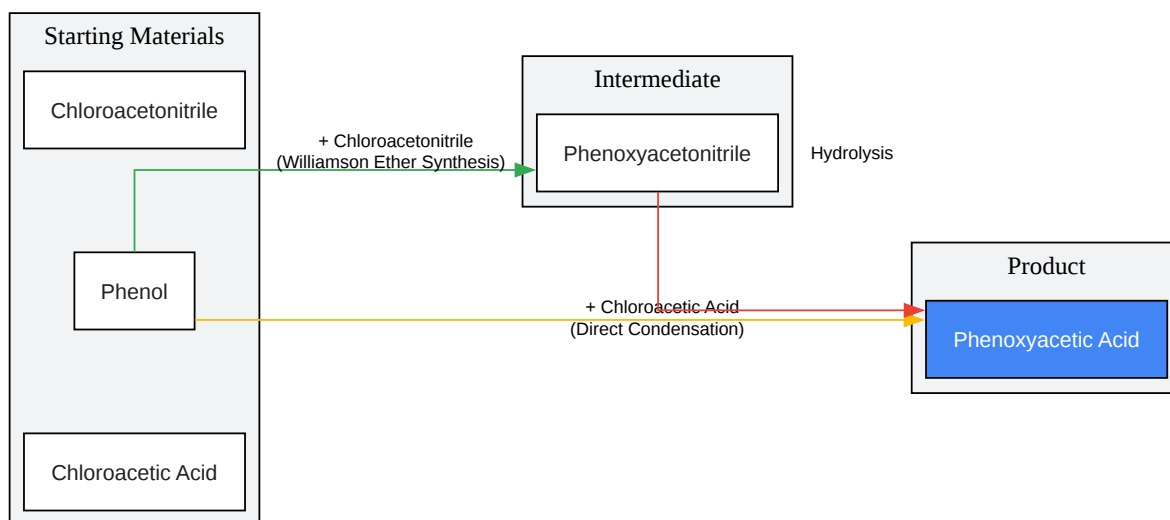 Starting Materials
Chloroacetonitrile
Phenol
Chloroacetic Acid
+ Chloroacetonitrile
(Williamson Ether Synthesis)
Intermediate
Phenoxyacetonitrile
Hydrolysis
+ Chloroacetic Acid
(Direct Condensation)
Product
Phenoxyacetic Acid